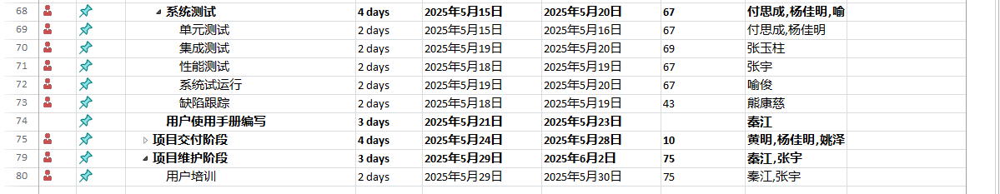 68 系统测试 4 days 2025年5月15日 2025年5月20日 67 付思成,杨佳明,喻
69 单元测试 2 days 2025年5月15日 2025年5月16日 67 付思成,杨佳明
70 集成测试 2 days 2025年5月19日 2025年5月20日 69 张玉柱
71 性能测试 2 days 2025年5月18日 2025年5月19日 67 张宇
72 系统试运行 2 days 2025年5月19日 2025年5月20日 67 喻俊
73 缺陷跟踪 2 days 2025年5月18日 2025年5月19日 43 熊康慈
74 用户使用手册编写 3 days 2025年5月21日 2025年5月23日 秦江
75 项目交付阶段 4 days 2025年5月24日 2025年5月28日 10 黄明,杨佳明,姚泽
79 项目维护阶段 3 days 2025年5月29日 2025年6月2日 75 秦江,张宇
80 用户培训 2 days 2025年5月29日 2025年5月30日 75 秦江,张宇